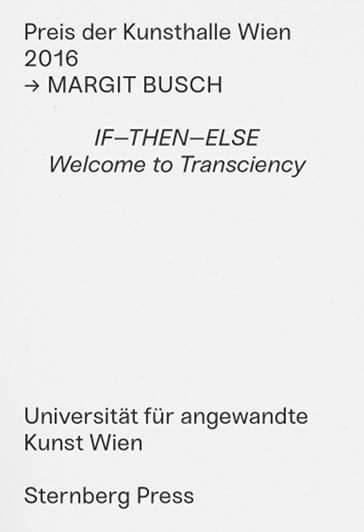 Preis der Kunsthalle Wien
2016
→ MARGIT BUSCH
IF–THEN–ELSE
Welcome to Transciency
Universität für angewandte
Kunst Wien
Sternberg Press